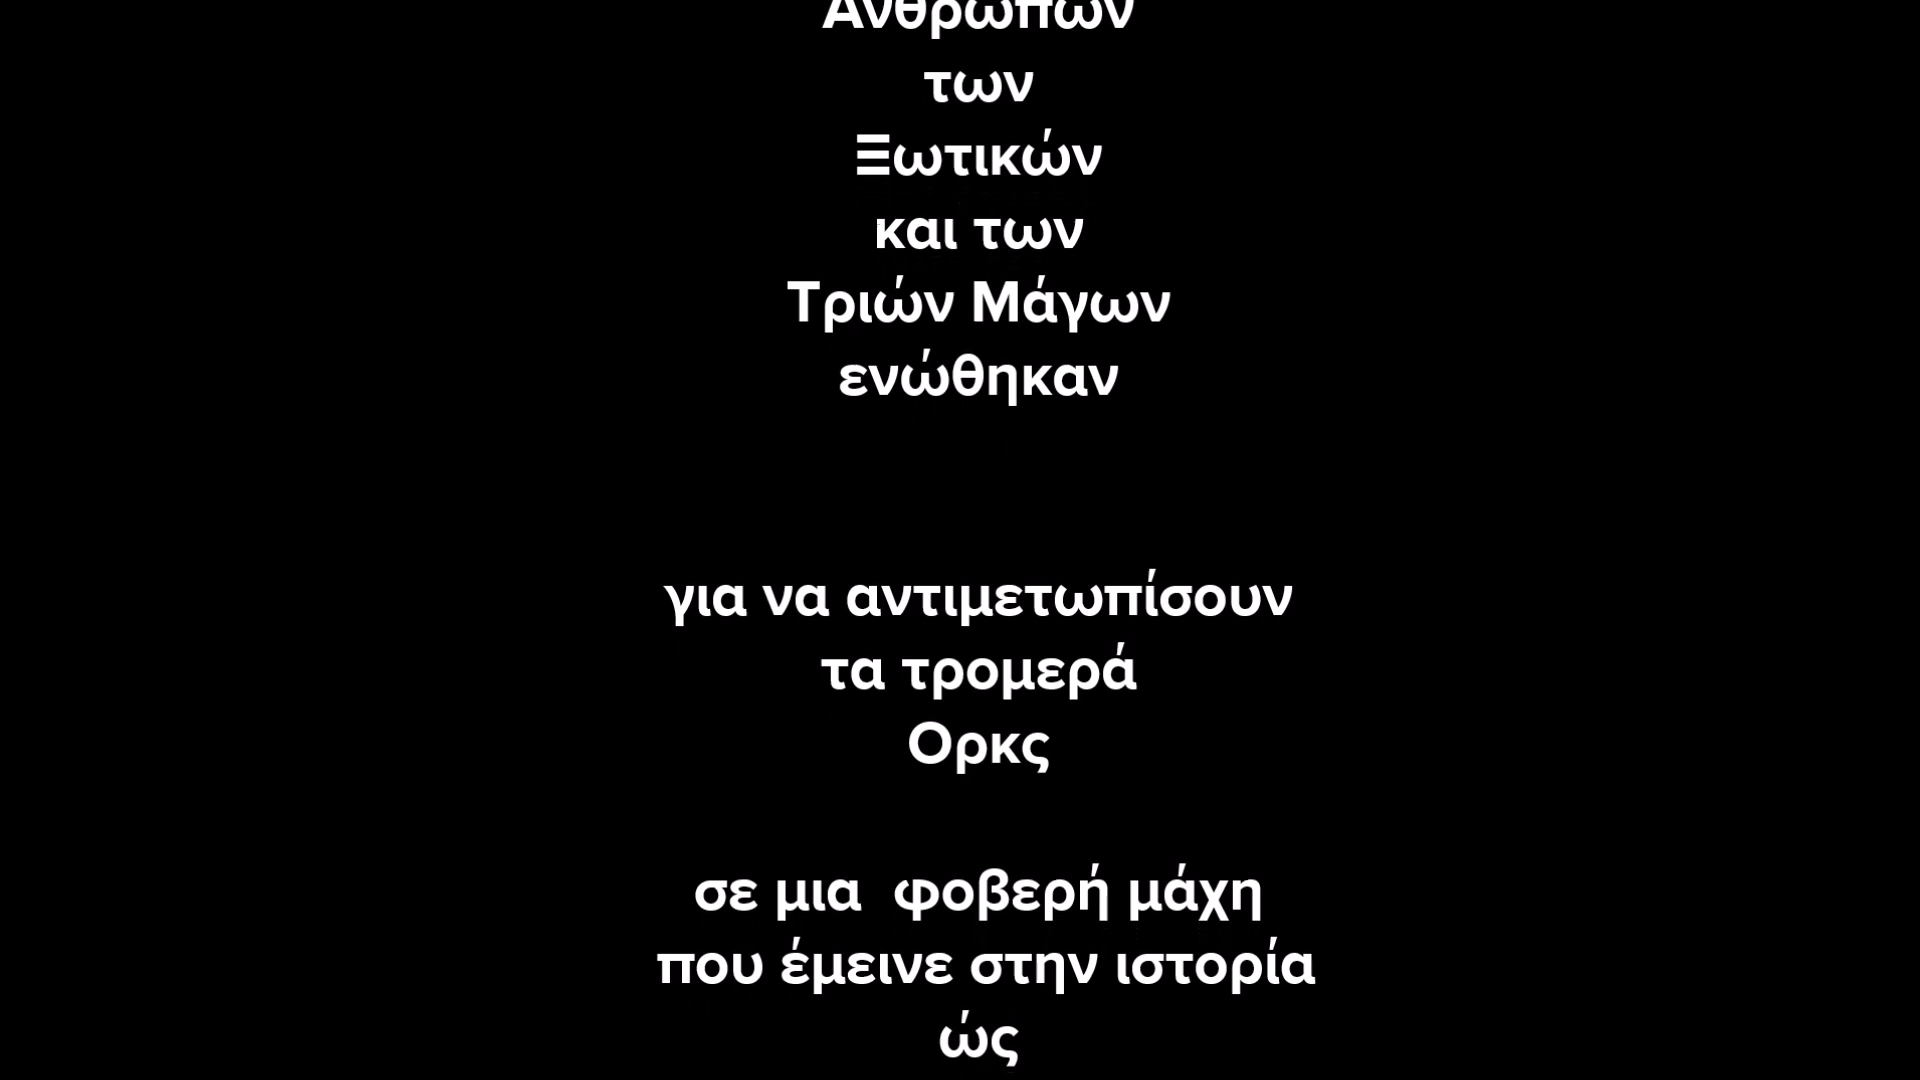 Ανθρώπων
των
Ξωτικών
και των
Τριών Μάγων
ενώθηκαν
για να αντιμετωπίσουν
τα τρομερά
Ορκς
σε μια  φοβερή μάχη
που έμεινε στην ιστορία
ώς